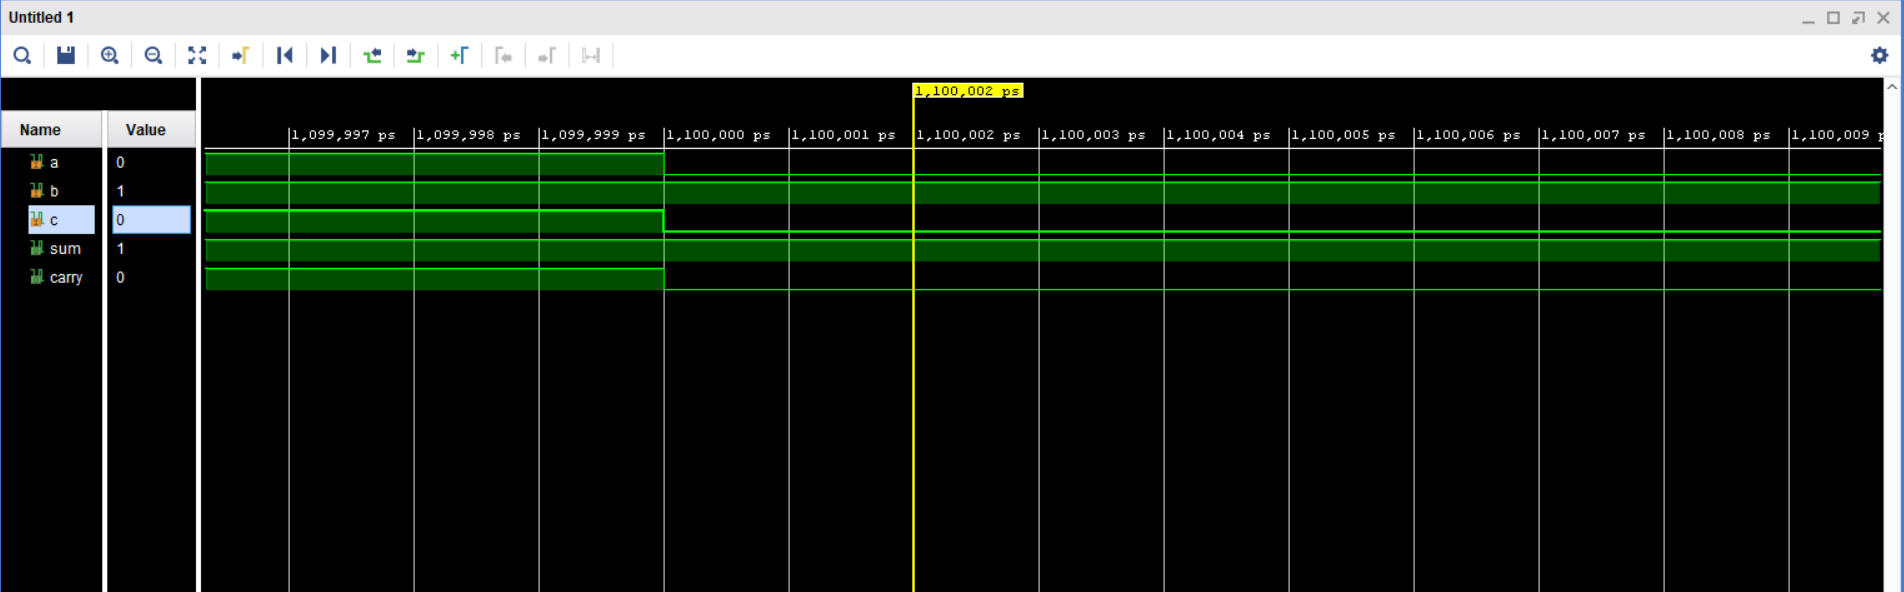 Untitled 1
1,100,002 ps
Name Value
1,099,997 ps 1,099,998 ps 1,099,999 ps 1,100,000 ps 1,100,001 ps 1,100,002 ps 1,100,003 ps 1,100,004 ps 1,100,005 ps 1,100,006 ps 1,100,007 ps 1,100,008 ps 1,100,009 p
a 0
b 1
c 0
sum 1
carry 0